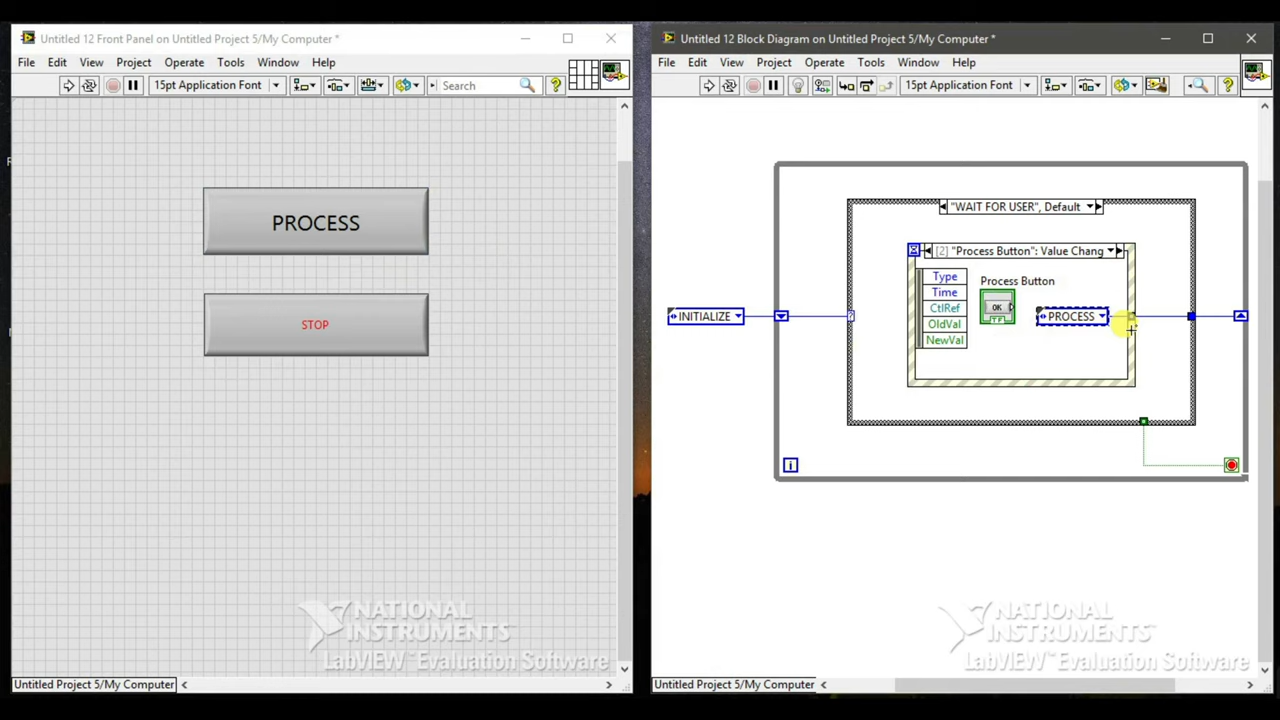 Untitled 12 Front Panel on Untitled Project 5/My Computer *
File Edit View Project Operate Tools Window Help
15pt Application Font
Search
PROCESS
STOP
NATIONAL
INSTRUMENTS
LabVIEW™ Evaluation Software
Untitled Project 5/My Computer
Untitled 12 Block Diagram on Untitled Project 5/My Computer *
File Edit View Project Operate Tools Window Help
15pt Application Font
"WAIT FOR USER", Default
[2] "Process Button": Value Chang
Type
Time
CtlRef
OldVal
NewVal
Process Button
OK
TF
INITIALIZE
PROCESS
i
NATIONAL
INSTRUMENTS
LabVIEW™ Evaluation Software
Untitled Project 5/My Computer